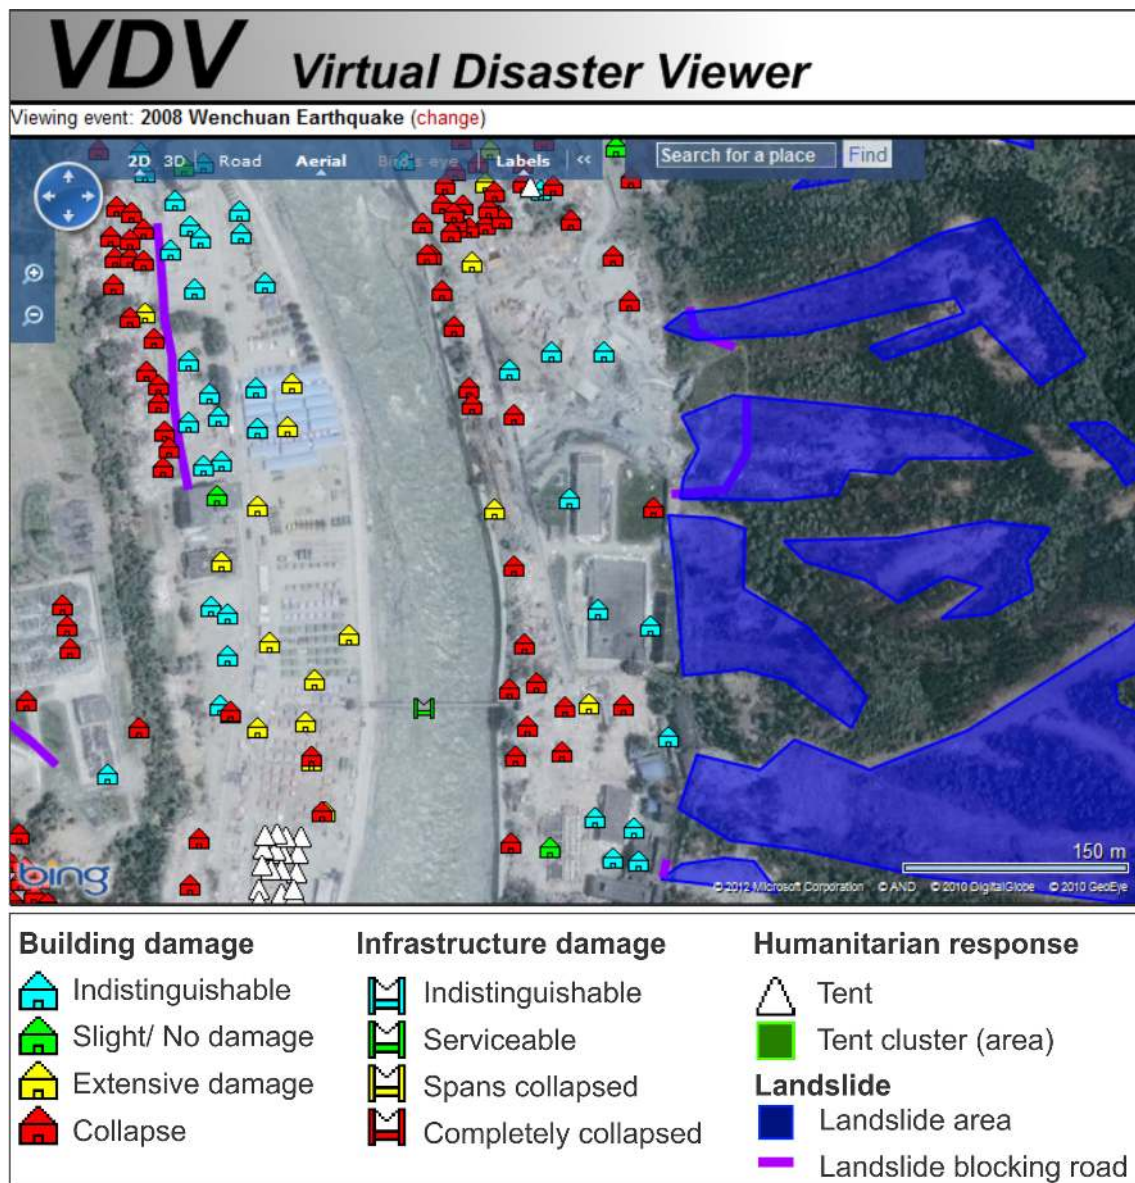 VDV Virtual Disaster Viewer
Viewing event: 2008 Wenchuan Earthquake (change)
2D 3D Road Aerial Bird's eye Labels << Search for a place Find
150 m
bing
© 2012 Microsoft Corporation © AND © 2010 DigitalGlobe © 2010 GeoEye
Building damage
Indistinguishable
Slight/ No damage
Extensive damage
Collapse
Infrastructure damage
Indistinguishable
Serviceable
Spans collapsed
Completely collapsed
Humanitarian response
Tent
Tent cluster (area)
Landslide
Landslide area
Landslide blocking road